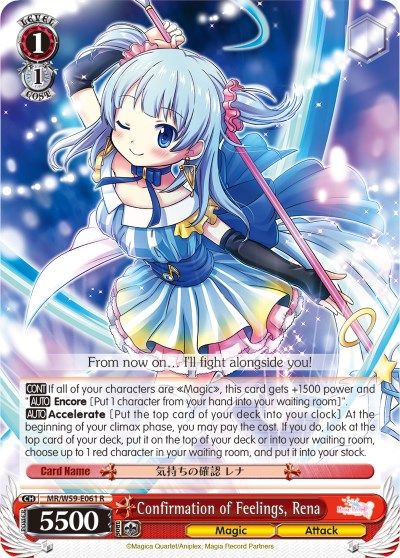 LEVEL
1
1
COST
From now on... I'll fight alongside you!
CONT If all of your characters are «Magic», this card gets +1500 power and
"AUTO Encore [Put 1 character from your hand into your waiting room]".
AUTO Accelerate [Put the top card of your deck into your clock] At the
beginning of your climax phase, you may pay the cost. If you do, look at the
top card of your deck, put it on the top of your deck or into your waiting room,
choose up to 1 red character in your waiting room, and put it into your stock.
Card Name 気持ちの確認 レナ
CH MR/W59-E061 R
POWER 5500 SOUL Confirmation of Feelings, Rena
Magic Attack
©Magica Quartet/Aniplex, Magia Record Partners